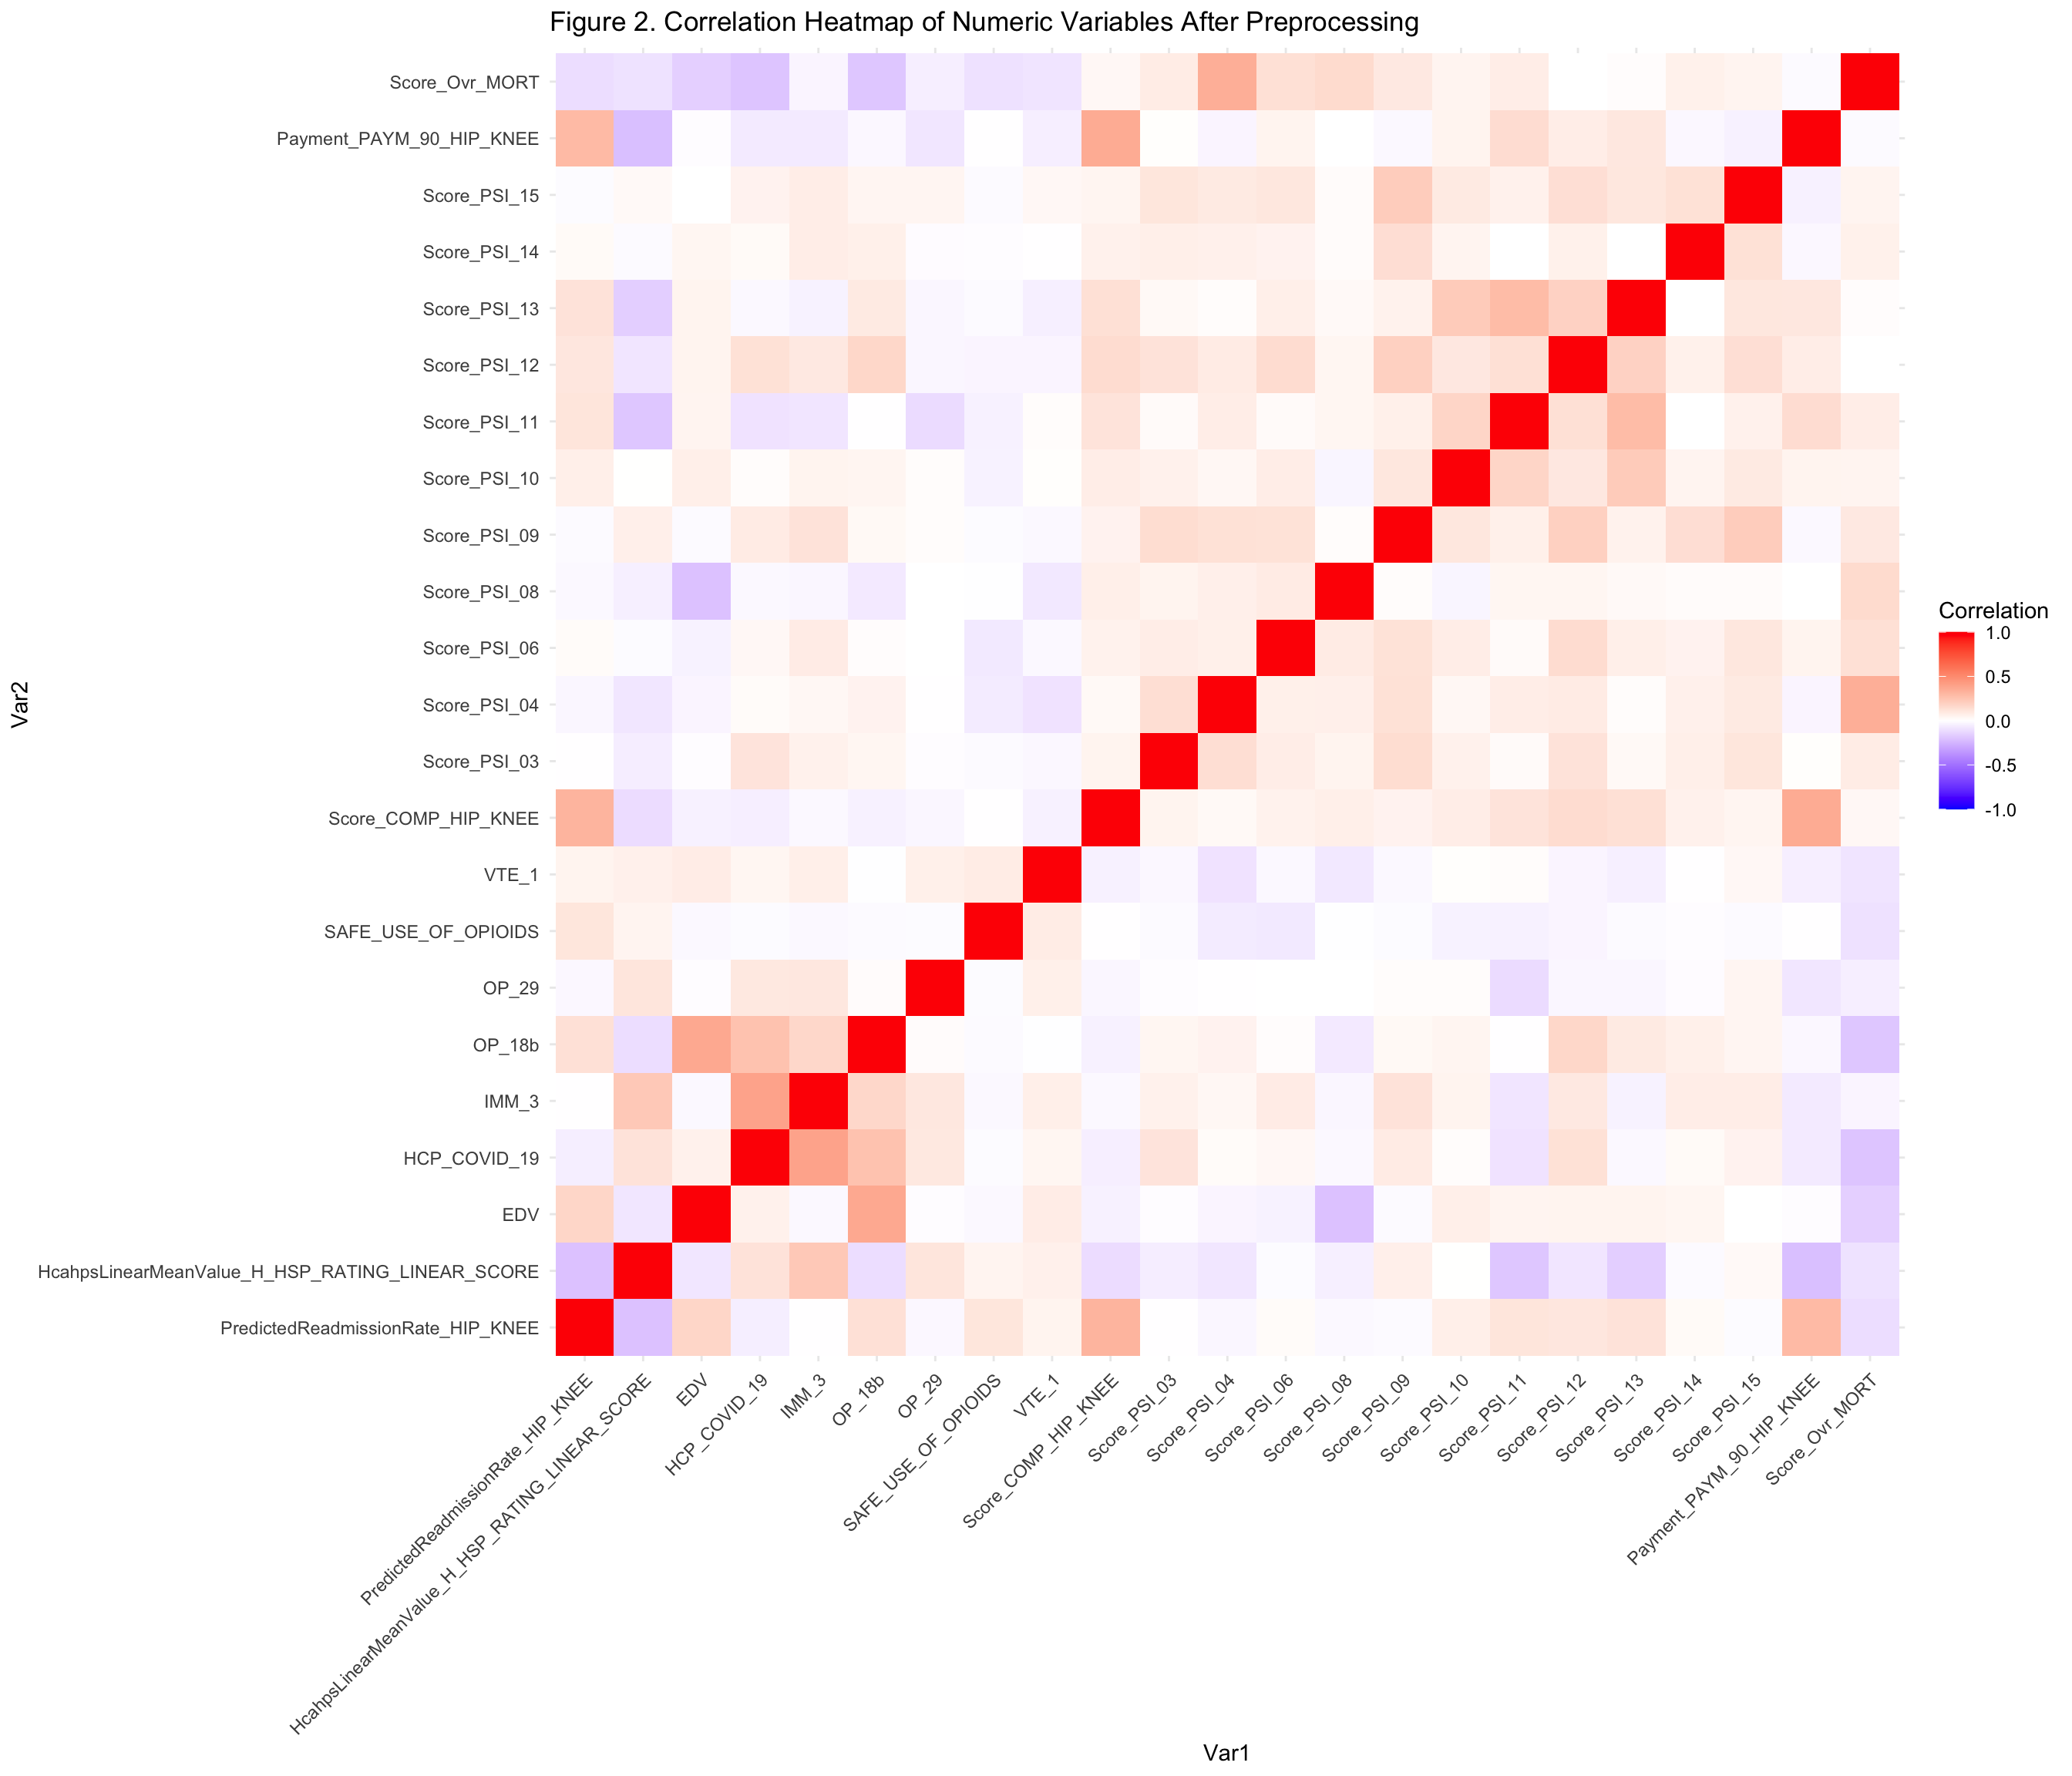 Figure 2. Correlation Heatmap of Numeric Variables After Preprocessing
Score_Ovr_MORT
Payment_PAYM_90_HIP_KNEE
Score_PSI_15
Score_PSI_14
Score_PSI_13
Score_PSI_12
Score_PSI_11
Score_PSI_10
Score_PSI_09
Score_PSI_08
Score_PSI_06
Score_PSI_04
Score_PSI_03
Score_COMP_HIP_KNEE
VTE_1
SAFE_USE_OF_OPIOIDS
OP_29
OP_18b
IMM_3
HCP_COVID_19
EDV
HcahpsLinearMeanValue_H_HSP_RATING_LINEAR_SCORE
PredictedReadmissionRate_HIP_KNEE
Var2
PredictedReadmissionRate_HIP_KNEE
HcahpsLinearMeanValue_H_HSP_RATING_LINEAR_SCORE
EDV
HCP_COVID_19
IMM_3
OP_18b
OP_29
SAFE_USE_OF_OPIOIDS
VTE_1
Score_COMP_HIP_KNEE
Score_PSI_03
Score_PSI_04
Score_PSI_06
Score_PSI_08
Score_PSI_09
Score_PSI_10
Score_PSI_11
Score_PSI_12
Score_PSI_13
Score_PSI_14
Score_PSI_15
Payment_PAYM_90_HIP_KNEE
Score_Ovr_MORT
Var1
Correlation
1.0
0.5
0.0
-0.5
-1.0